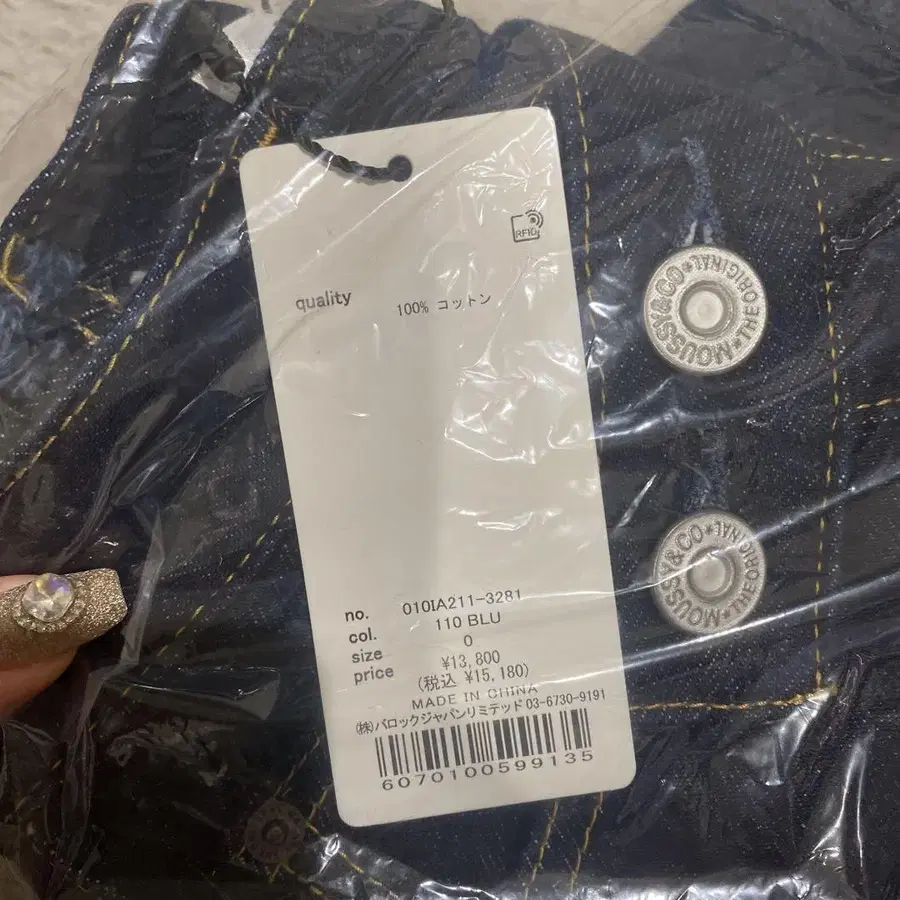 RFID
quality 100% コットン
no. 010IA211-3281
col. 110 BLU
size 0
price ¥13,800
(税込 ¥15,180)
MADE IN CHINA
(株)バロックジャパンリミテッド 03-6730-9191
6070100599135
MOUSSY&CO★THE ORIGINAL★
MOUSSY&CO★THE ORIGINAL★